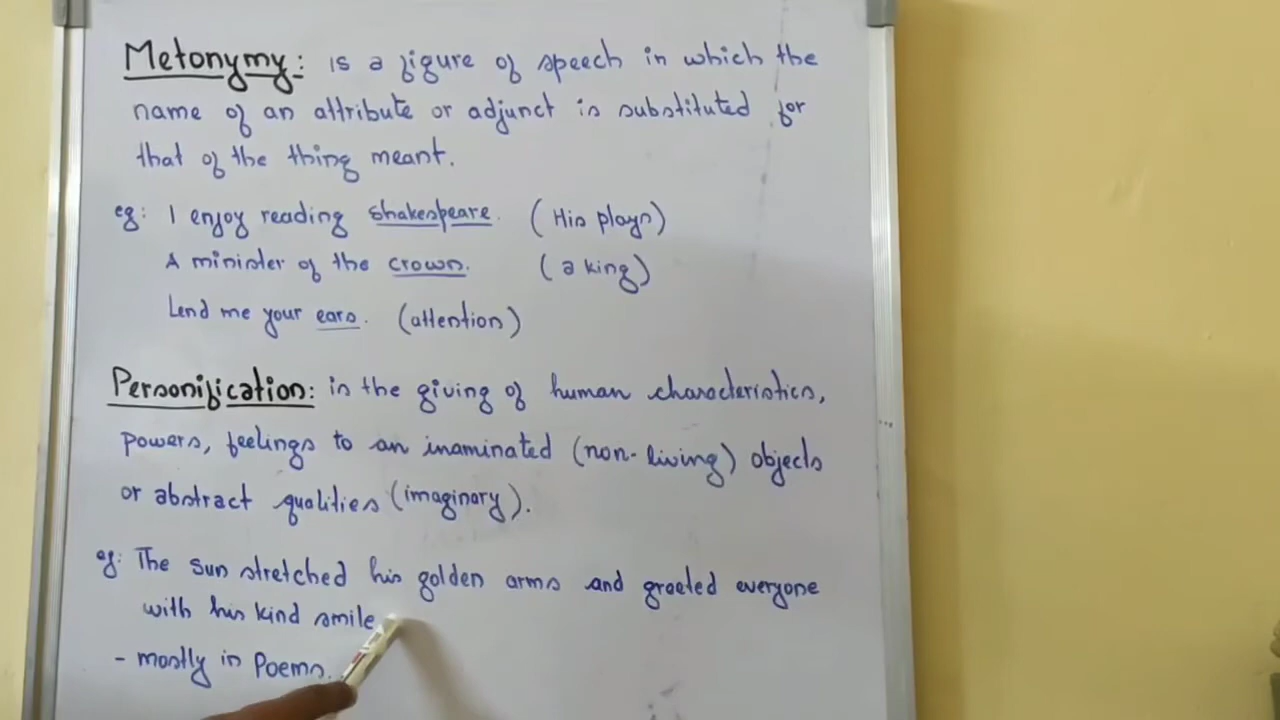 Metonymy: is a figure of speech in which the
name of an attribute or adjunct is substituted for
that of the thing meant.
eg: I enjoy reading shakespeare. (His plays)
A minister of the crown. (a king)
Lend me your ears. (attention)
Personification: is the giving of human characteristics,
powers, feelings to an inaminated (non-living) objects
or abstract qualities (imaginary).
eg: The sun stretched his golden arms and greeted everyone
with his kind smile
- mostly in Poems.